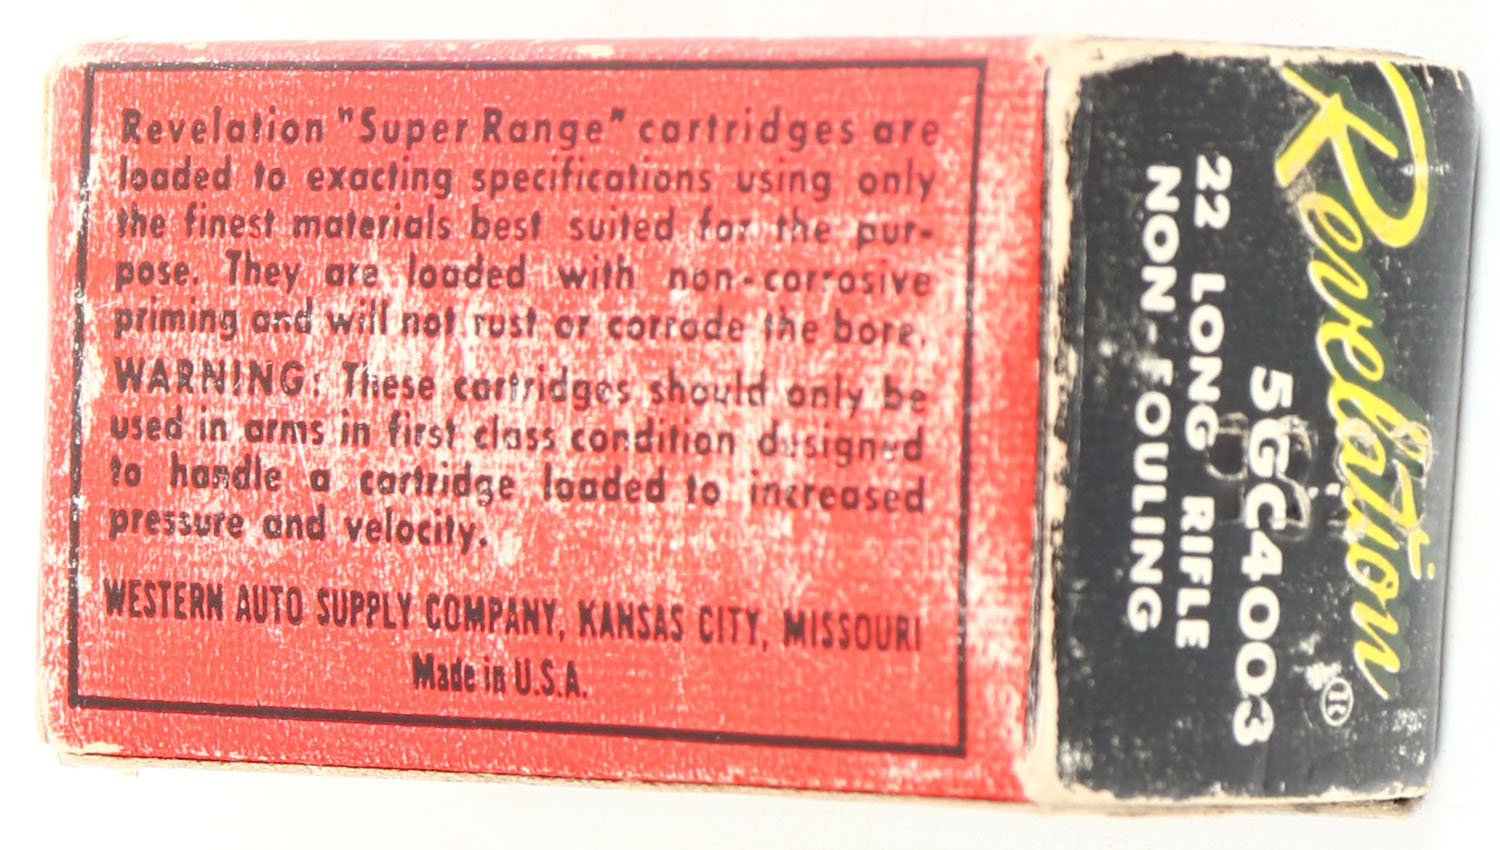 Revelation "Super Range" cartridges are
loaded to exacting specifications using only
the finest materials best suited for the pur-
pose. They are loaded with non-corrosive
priming and will not rust or corrode the bore.
WARNING: These cartridges should only be
used in arms in first class condition designed
to handle a cartridge loaded to increased
pressure and velocity.
WESTERN AUTO SUPPLY COMPANY, KANSAS CITY, MISSOURI
Made in U.S.A.
Revelation®
5GC4003
22 LONG RIFLE
NON-FOULING